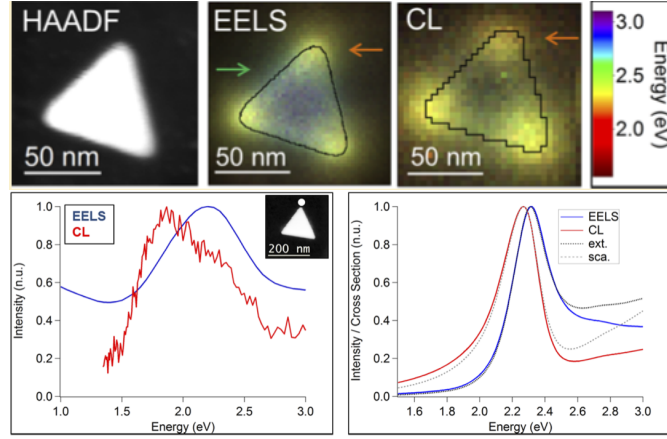 HAADF
50 nm
EELS
50 nm
CL
50 nm
3.0
2.5
2.0
Energy (eV)
EELS
CL
200 nm
Intensity (n.u.)
1.0
0.8
0.6
0.4
0.2
0.0
1.0 1.5 2.0 2.5 3.0
Energy (eV)
EELS
CL
ext.
sca.
Intensity / Cross Section (n.u.)
1.0
0.8
0.6
0.4
0.2
0.0
1.6 1.8 2.0 2.2 2.4 2.6 2.8 3.0
Energy (eV)